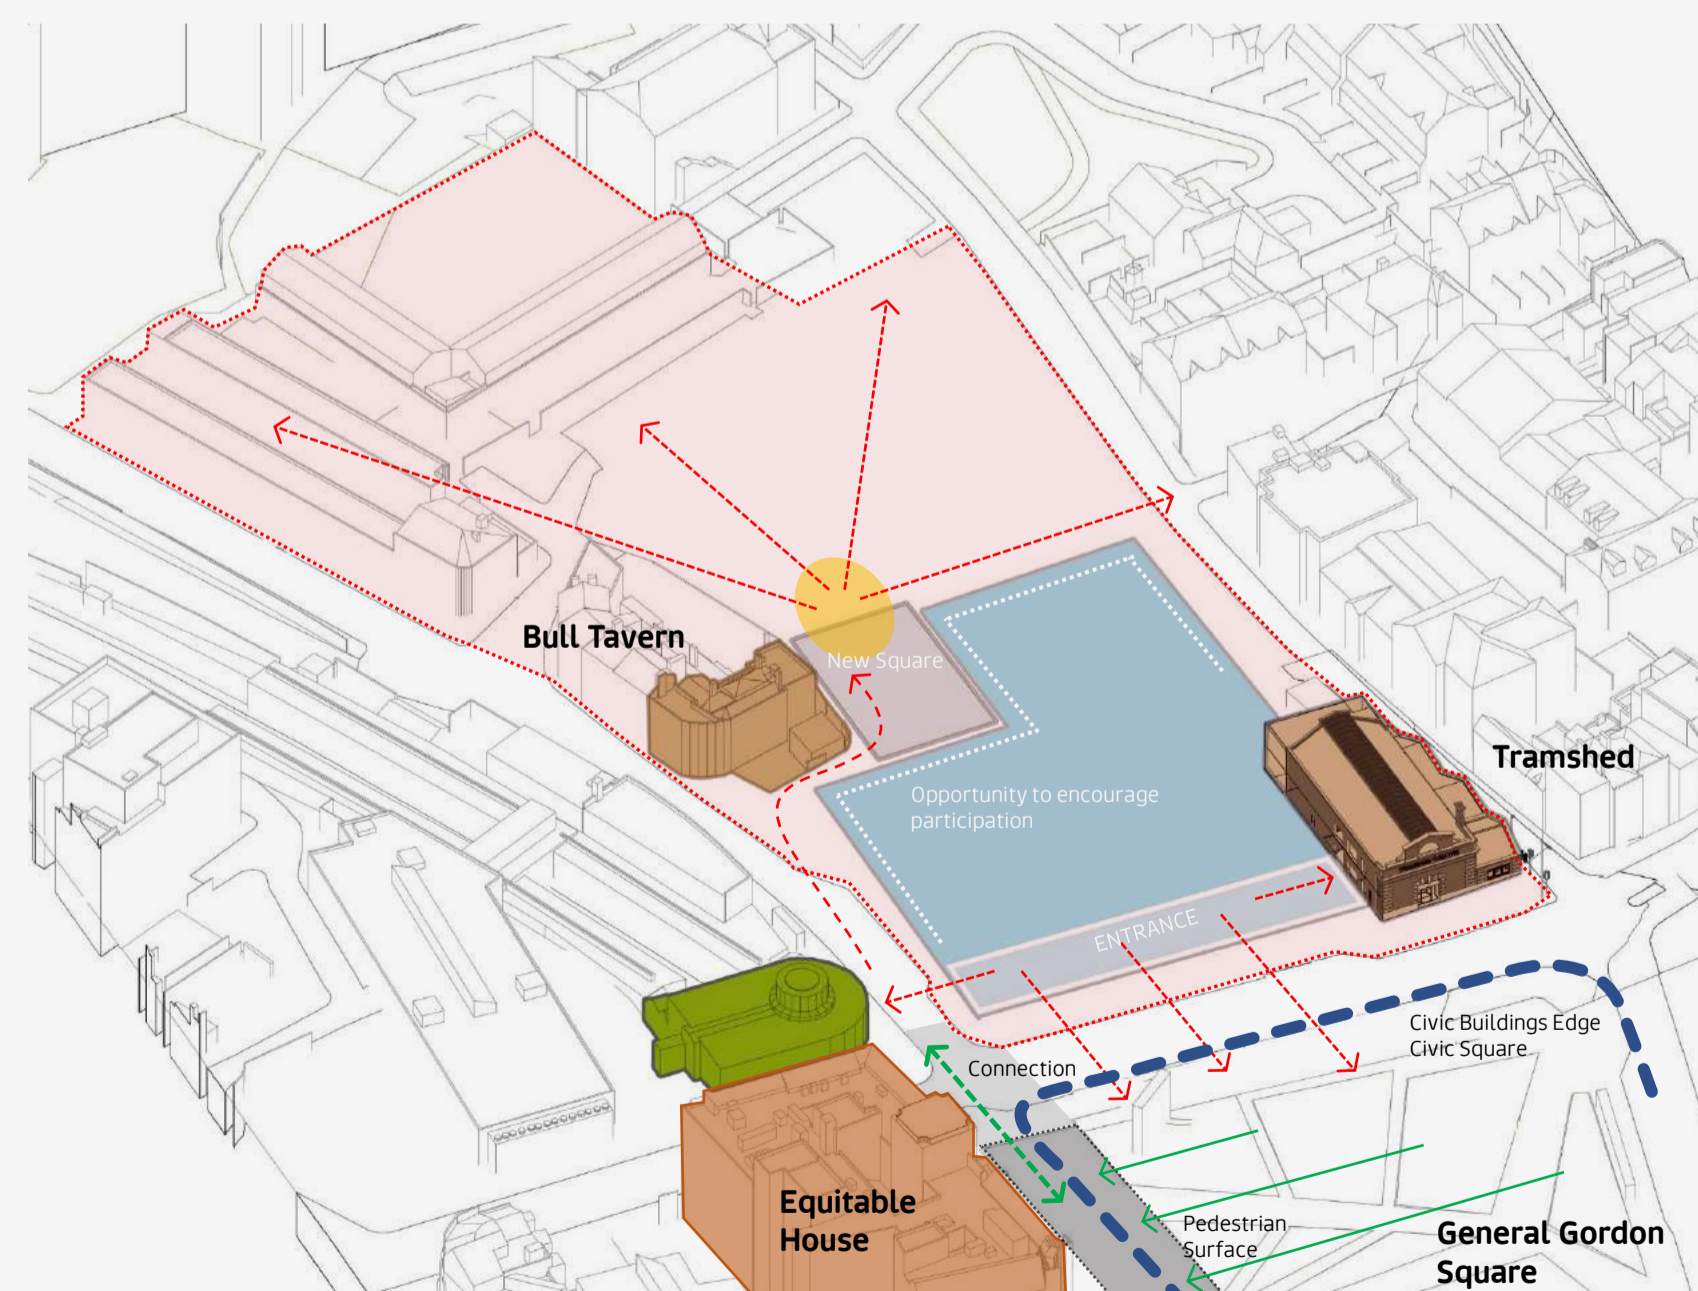 Bull Tavern
New Square
Tramshed
Opportunity to encourage
participation
ENTRANCE
Civic Buildings Edge
Civic Square
Connection
Equitable
House
Pedestrian
Surface
General Gordon
Square